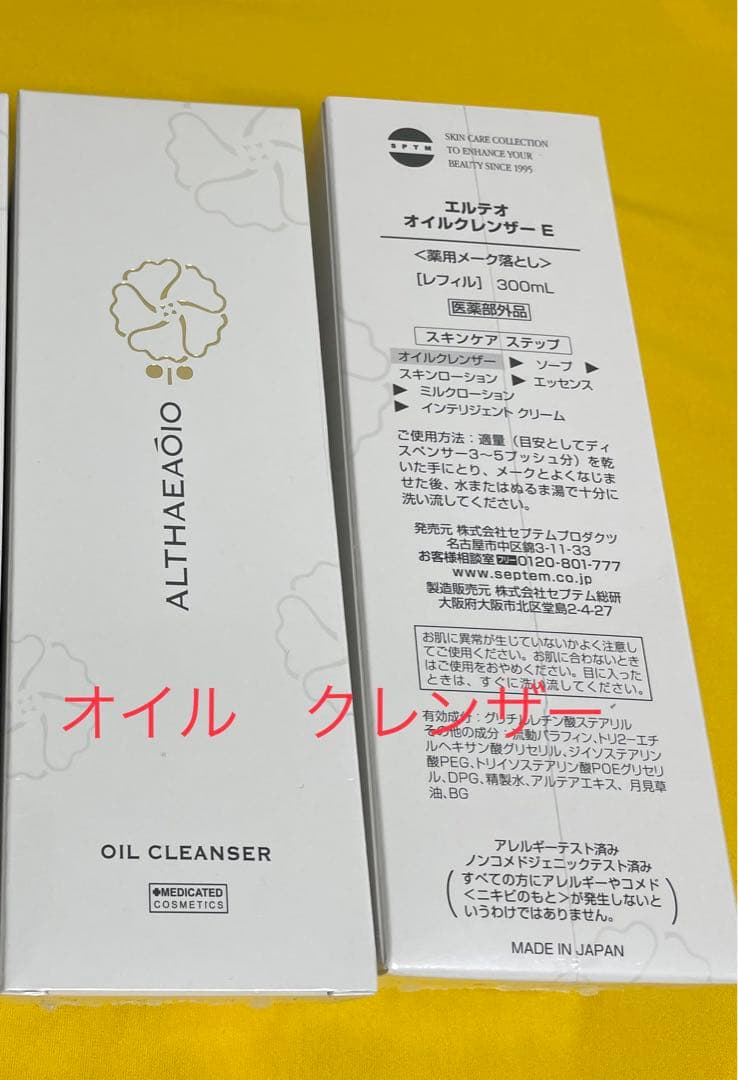 ALTHAEAÓIO
OIL CLEANSER
MEDICATED
COSMETICS
SPTM
SKIN CARE COLLECTION
TO ENHANCE YOUR
BEAUTY SINCE 1995
エルテオ
オイルクレンザー E
<薬用メーク落とし>
[レフィル] 300mL
医薬部外品
スキンケア ステップ
オイルクレンザー ▶ ソープ ▶
スキンローション ▶ エッセンス
▶ ミルクローション
▶ インテリジェント クリーム
ご使用方法：適量（目安としてディ
スペンサー3〜5プッシュ分）を乾
いた手にとり、メークとよくなじま
せた後、水またはぬるま湯で十分に
洗い流してください。
発売元 株式会社セプテムプロダクツ
名古屋市中区錦3-11-33
お客様相談室 フリー0120-801-777
www.septem.co.jp
製造販売元 株式会社セプテム総研
大阪府大阪市北区堂島2-4-27
お肌に異常が生じていないかよく注意し
てご使用ください。お肌に合わないとき
はご使用をおやめください。目に入った
ときは、すぐに洗い流してください。
オイル クレンザー
有効成分：グリチルレチン酸ステアリル
その他の成分：流動パラフィン、トリ2-エチ
ルヘキサン酸グリセリル、ジイソステアリン
酸PEG、トリイソステアリン酸POEグリセリ
ル、DPG、精製水、アルテアエキス、月見草
油、BG
アレルギーテスト済み
ノンコメドジェニックテスト済み
（すべての方にアレルギーやコメド
<ニキビのもと>が発生しないと
いうわけではありません。）
MADE IN JAPAN